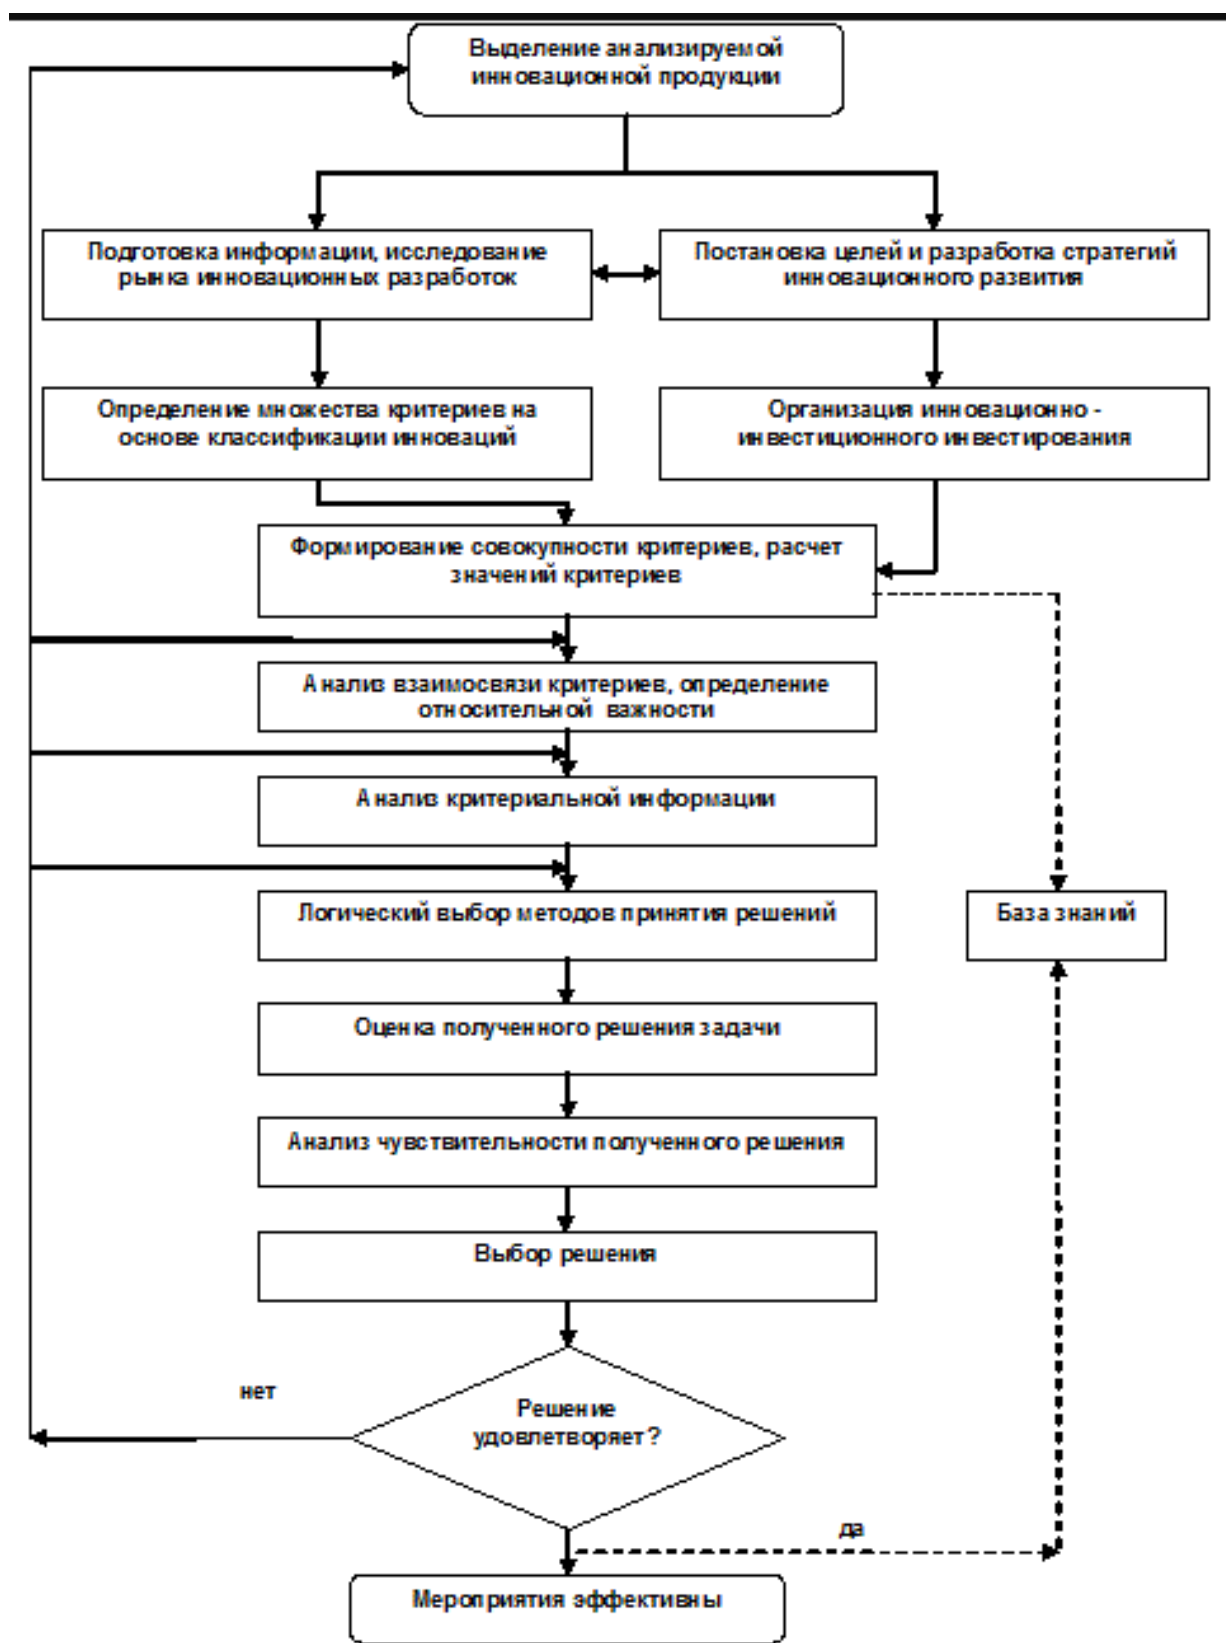 Выделение анализируемой
инновационной продукции
Подготовка информации, исследование
рынка инновационных разработок
Постановка целей и разработка стратегий
инновационного развития
Определение множества критериев на
основе классификации инноваций
Организация инновационно -
инвестиционного инвестирования
Формирование совокупности критериев, расчет
значений критериев
Анализ взаимосвязи критериев, определение
относительной важности
Анализ критериальной информации
Логический выбор методов принятия решений
База знаний
Оценка полученного решения задачи
Анализ чувствительности полученного решения
Выбор решения
нет
Решение
удовлетворяет?
да
Мероприятия эффективны